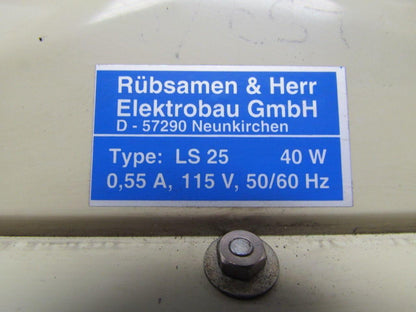 Rübsamen & Herr
Elektrobau GmbH
D - 57290 Neunkirchen
Type: LS 25 40 W
0,55 A, 115 V, 50/60 Hz